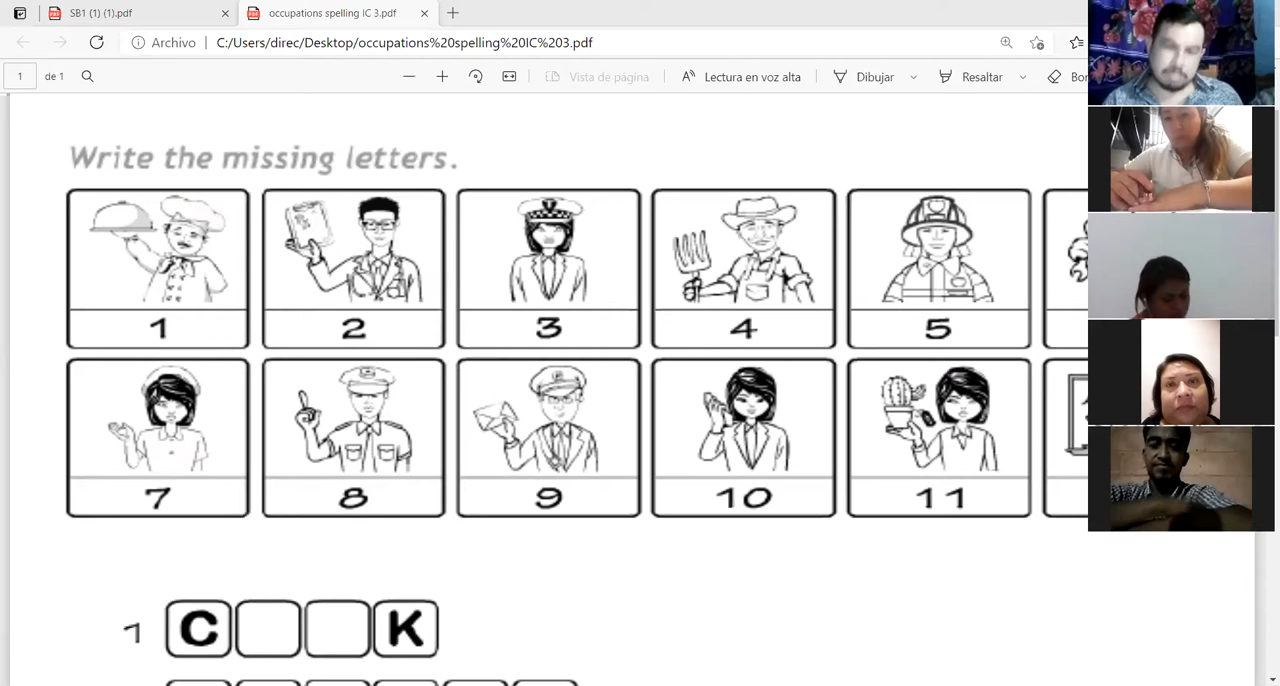 SB1 (1) (1).pdf
occupations spelling IC 3.pdf
Archivo
C:/Users/direc/Desktop/occupations%20spelling%20IC%203.pdf
1
de 1
Vista de página
Lectura en voz alta
Dibujar
Resaltar
Write the missing letters.
1 2 3 4 5
7 8 9 10 11
1 C K